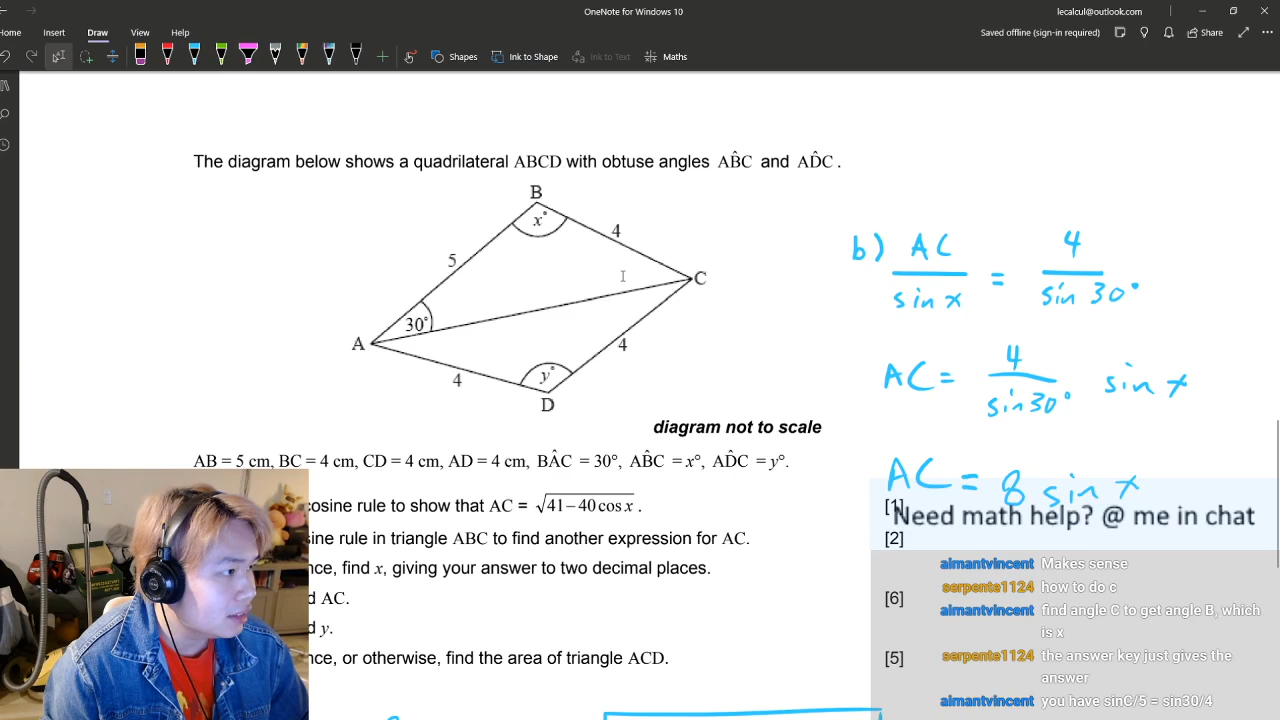 OneNote for Windows 10
lecalcul@outlook.com
Home Insert Draw View Help
Saved offline (sign-in required)
Share
Shapes
Ink to Shape
Ink to Text
Maths
The diagram below shows a quadrilateral ABCD with obtuse angles AB̂C and AD̂C .
B
x°
4
5
C
30°
A
4
4
y°
D
diagram not to scale
AB = 5 cm, BC = 4 cm, CD = 4 cm, AD = 4 cm, BÂC = 30°, AB̂C = x°, AD̂C = y°.
cosine rule to show that AC = √41 – 40 cos x .
[1]
sine rule in triangle ABC to find another expression for AC.
[2]
nce, find x, giving your answer to two decimal places.
d AC.
[6]
d y.
nce, or otherwise, find the area of triangle ACD.
[5]
b) AC / sin x = 4 / sin 30°
AC = 4 / sin 30° sin x
AC = 8 sin x
Need math help? @ me in chat
aimantvincent Makes sense
serpente1124 how to do c
aimantvincent find angle C to get angle B, which
is x
serpente1124 the answer key just gives the
answer
aimantvincent you have sinC/5 = sin30/4